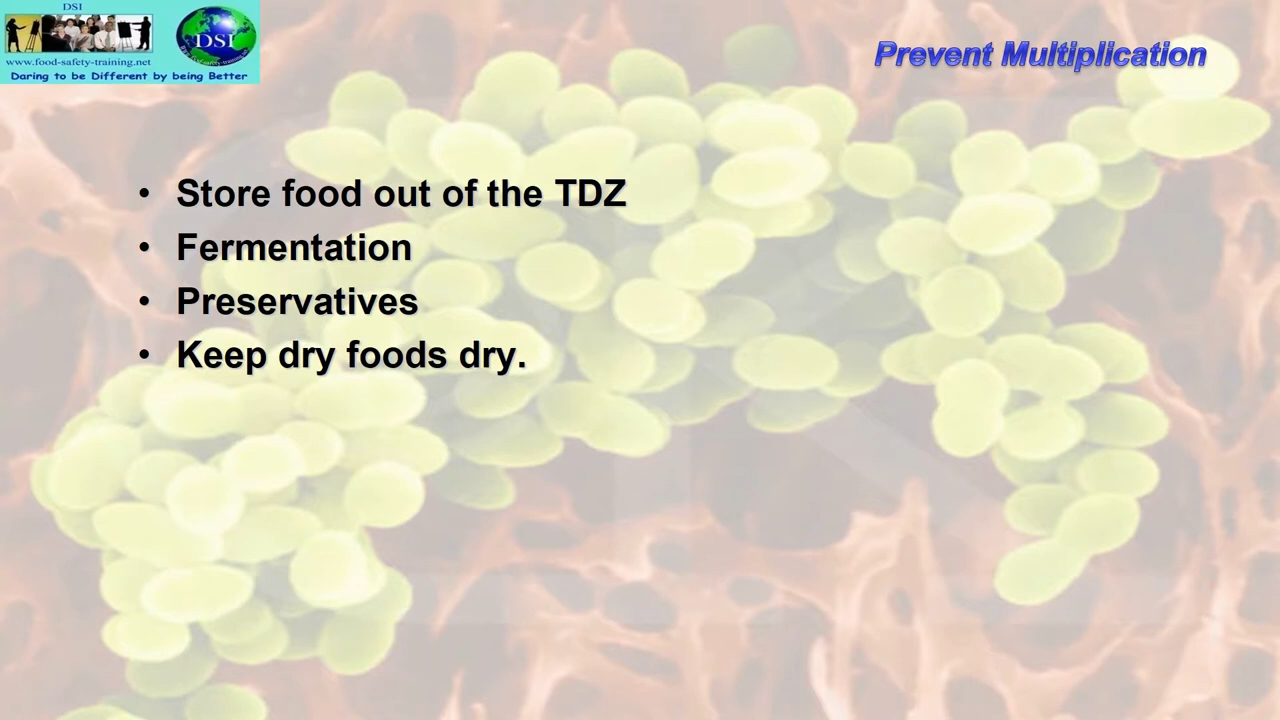 DSI
DSI
www.food-safety-training.net
Daring to be Different by being Better
Prevent Multiplication
• Store food out of the TDZ
• Fermentation
• Preservatives
• Keep dry foods dry.